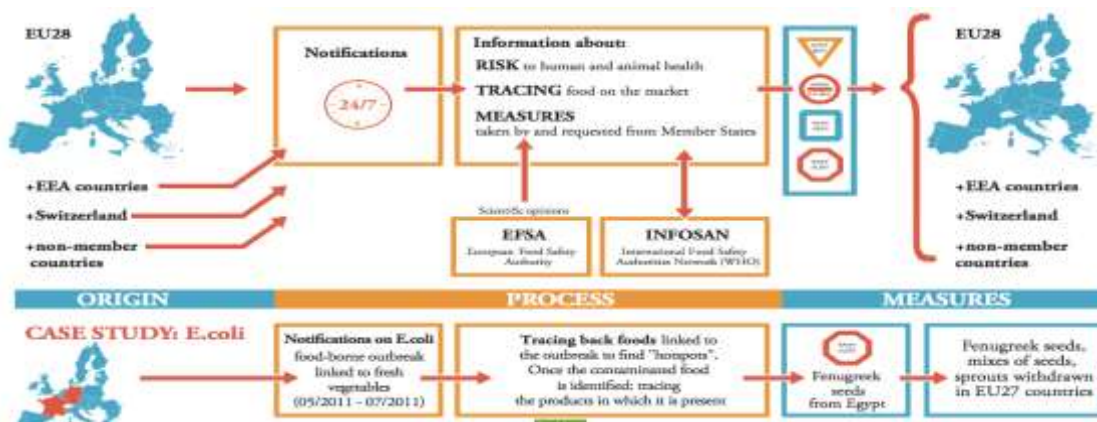 EU28
+EEA countries
+Switzerland
+non-member
countries
Notifications
24/7
Information about:
RISK to human and animal health
TRACING food on the market
MEASURES
taken by and requested from Member States
Scientific opinions
EFSA
European Food Safety
Authority
INFOSAN
International Food Safety
Authorities Network (WHO)
EU28
+EEA countries
+Switzerland
+non-member
countries
ORIGIN
PROCESS
MEASURES
CASE STUDY: E.coli
Notifications on E.coli
food-borne outbreak
linked to fresh
vegetables
(05/2011 - 07/2011)
Tracing back foods linked to
the outbreak to find "hotspots".
Once the contaminated food
is identified: tracing
the products in which it is present
Fenugreek
seeds
from Egypt
Fenugreek seeds,
mixes of seeds,
sprouts withdrawn
in EU27 countries